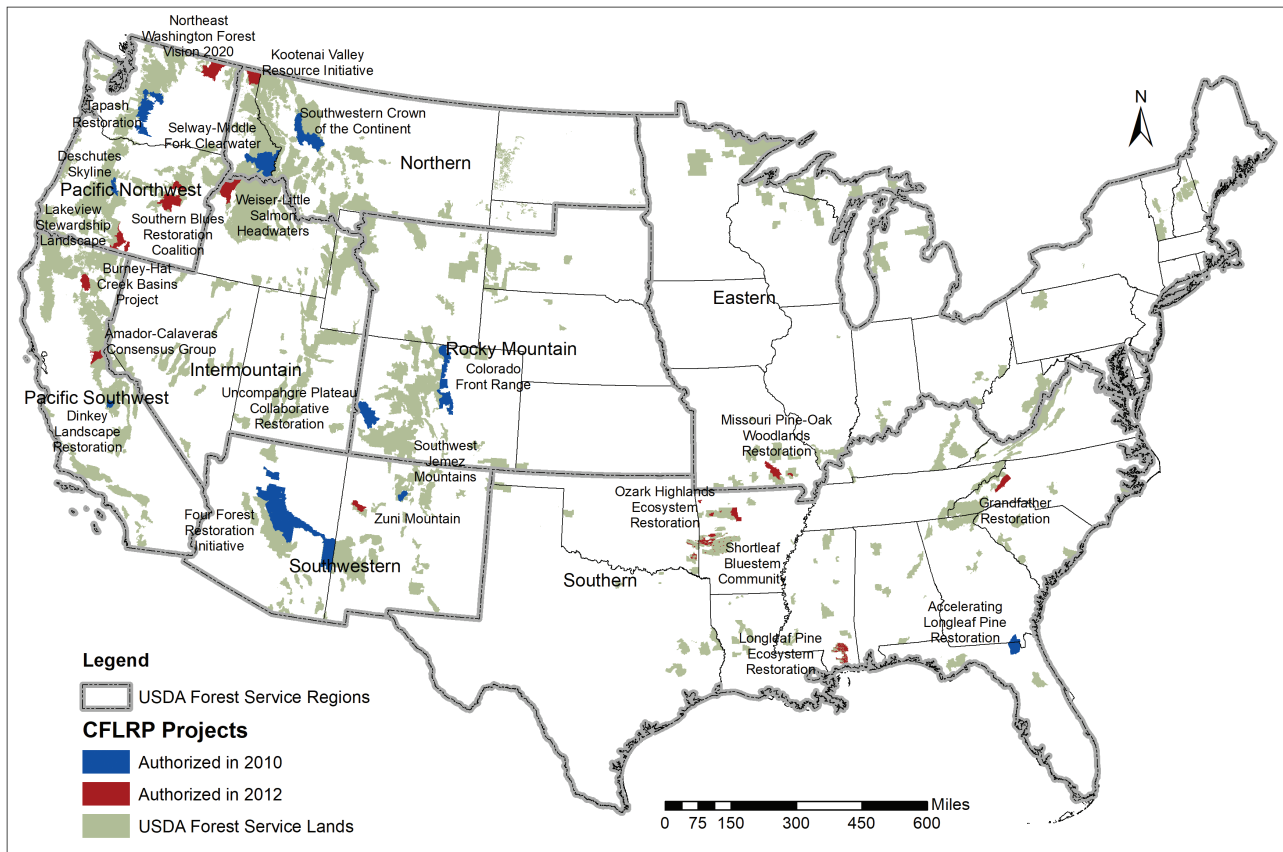 Northeast
Washington Forest
Vision 2020
Kootenai Valley
Resource Initiative
Tapash
Restoration
Selway-Middle
Fork Clearwater
Southwestern Crown
of the Continent
Northern
N
Deschutes
Skyline
Pacific Northwest
Lakeview
Stewardship
Landscape
Southern Blues
Restoration
Coalition
Weiser-Little
Salmon
Headwaters
Burney-Hat
Creek Basins
Project
Eastern
Amador-Calaveras
Consensus Group
Intermountain
Rocky Mountain
Colorado
Front Range
Pacific Southwest
Dinkey
Landscape
Restoration
Uncompahgre Plateau
Collaborative
Restoration
Missouri Pine-Oak
Woodlands
Restoration
Southwest
Jemez
Mountains
Four Forest
Restoration
Initiative
Zuni Mountain
Ozark Highlands
Ecosystem
Restoration
Grandfather
Restoration
Southwestern
Southern
Shortleaf
Bluestem
Community
Accelerating
Longleaf Pine
Restoration
Longleaf Pine
Ecosystem
Restoration
Legend
USDA Forest Service Regions
CFLRP Projects
Authorized in 2010
Authorized in 2012
USDA Forest Service Lands
Miles
0 75 150 300 450 600